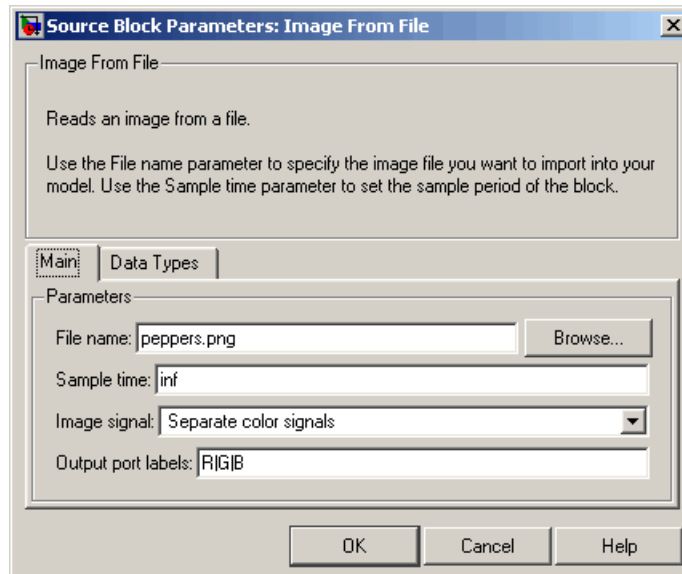 Source Block Parameters: Image From File
Image From File
Reads an image from a file.
Use the File name parameter to specify the image file you want to import into your
model. Use the Sample time parameter to set the sample period of the block.
Main Data Types
Parameters
File name: peppers.png Browse...
Sample time: inf
Image signal: Separate color signals
Output port labels: R|G|B
OK Cancel Help